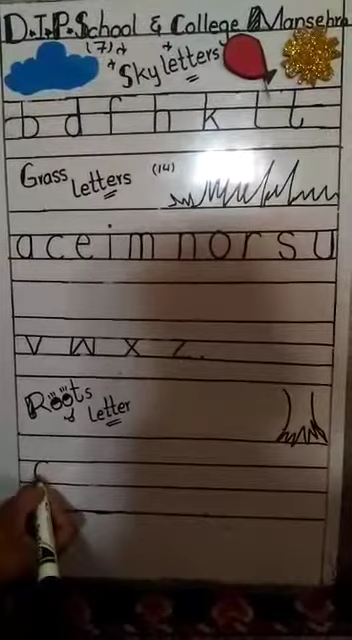 D.I.P.School & College Mansehra
(7)
Sky letters
b d f h k l t
Grass letters (14)
a c e i m n o r s u
v w x z.
Roots letter